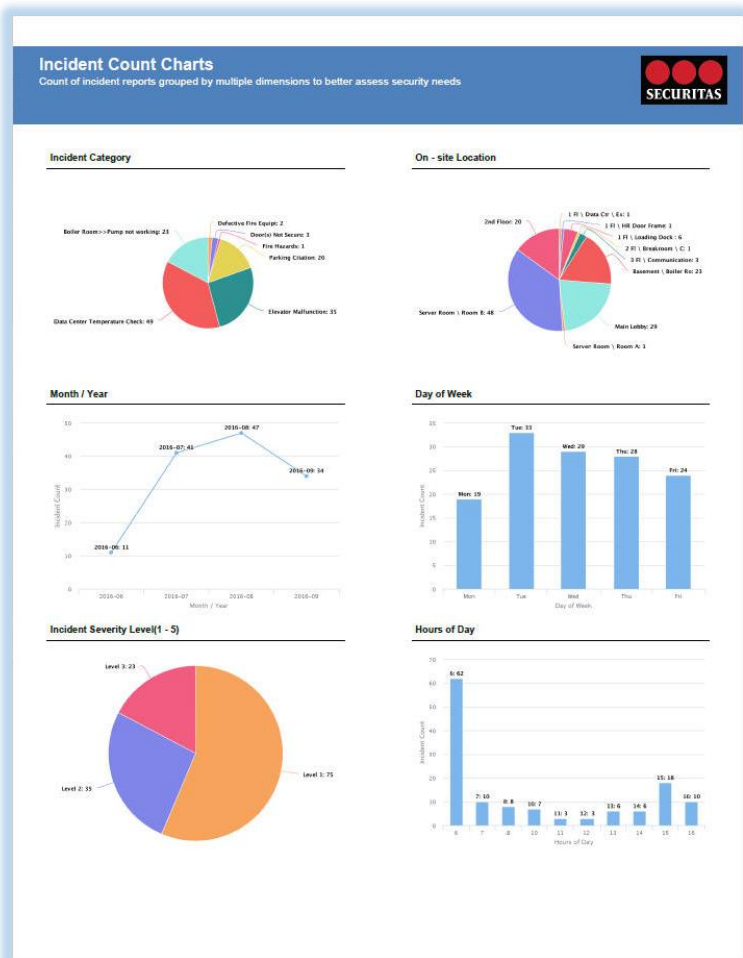 Incident Count Charts
Count of incident reports grouped by multiple dimensions to better assess security needs
SECURITAS
Incident Category
Defective Fire Equipt: 2
Door(s) Not Secure: 3
Fire Hazards: 1
Parking Citation: 20
Elevator Malfunction: 35
Data Center Temperature Check: 49
Boiler Room>>Pump not working: 23
On - site Location
1 Fl \ Data Ctr \ Ex: 1
1 Fl \ HR Door Frame: 1
1 Fl \ Loading Dock : 6
2 Fl \ Breakroom \ C: 1
3 Fl \ Communication: 3
Basement \ Boiler Ro: 23
Main Lobby: 29
Server Room \ Room A: 1
Server Room \ Room B: 48
2nd Floor: 20
Month / Year
50
40
30
20
10
0
Incident Count
2016-06: 11
2016-07: 41
2016-08: 47
2016-09: 34
2016-06
2016-07
2016-08
2016-09
Month / Year
Day of Week
35
30
25
20
15
10
5
0
Incident Count
Mon: 19
Tue: 33
Wed: 29
Thu: 28
Fri: 24
Mon
Tue
Wed
Thu
Fri
Day of Week
Incident Severity Level(1 - 5)
Level 3: 23
Level 2: 35
Level 1: 75
Hours of Day
70
60
50
40
30
20
10
0
Incident Count
6: 62
7: 10
8: 8
10: 7
11: 3
12: 3
13: 6
14: 6
15: 18
16: 10
6
7
8
10
11
12
13
14
15
16
Hours of Day